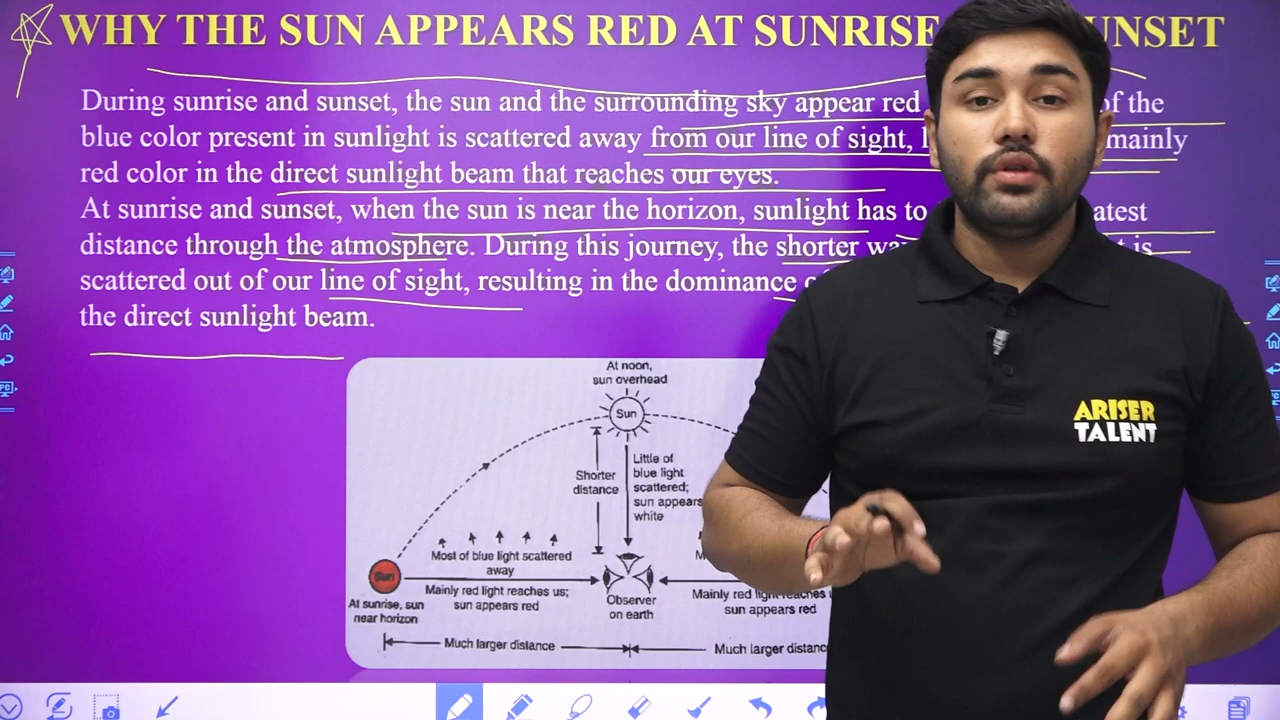 WHY THE SUN APPEARS RED AT SUNRISE UNSET
During sunrise and sunset, the sun and the surrounding sky appear red of the
blue color present in sunlight is scattered away from our line of sight, mainly
red color in the direct sunlight beam that reaches our eyes.
At sunrise and sunset, when the sun is near the horizon, sunlight has to atest
distance through the atmosphere. During this journey, the shorter is
scattered out of our line of sight, resulting in the dominance
the direct sunlight beam.
At noon,
sun overhead
Sun
Shorter
distance
Little of
blue light
scattered;
sun appears
white
Most of blue light scattered
away
Sun
Mainly red light reaches us;
sun appears red
At sunrise, sun
near horizon
Observer
on earth
Mainly red light reaches
sun appears red
Much larger distance
Much larger distanc
ARISER
TALENT